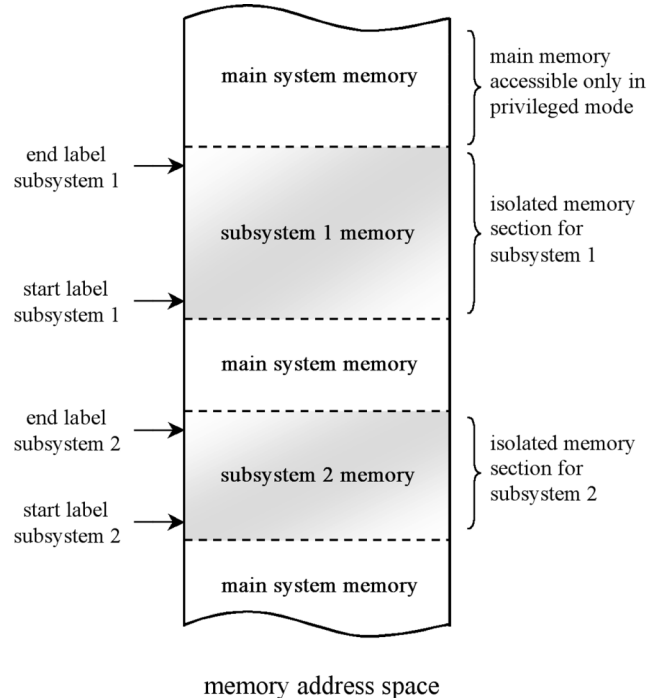 main system memory
main memory
accessible only in
privileged mode
end label
subsystem 1
subsystem 1 memory
isolated memory
section for
subsystem 1
start label
subsystem 1
main system memory
end label
subsystem 2
subsystem 2 memory
isolated memory
section for
subsystem 2
start label
subsystem 2
main system memory
memory address space